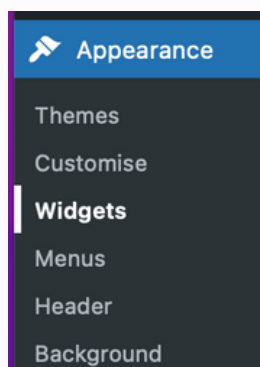 Appearance
Themes
Customise
Widgets
Menus
Header
Background